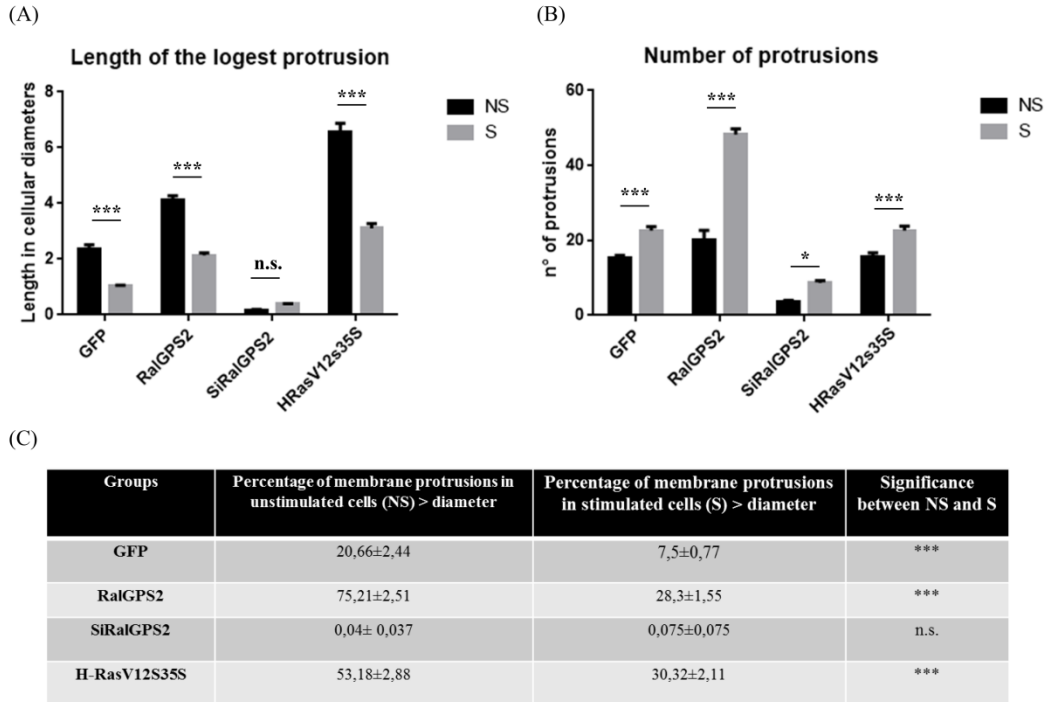 (A)
Length of the logest protrusion
Length in cellular diameters
8
6
4
2
0
***
***
n.s.
***
NS
S
GFP
RalGPS2
SiRalGPS2
HRasV12s35S
(B)
Number of protrusions
n° of protrusions
60
40
20
0
***
***
*
***
NS
S
GFP
RalGPS2
SiRalGPS2
HRasV12s35S
(C)
Groups
Percentage of membrane protrusions in
unstimulated cells (NS) > diameter
Percentage of membrane protrusions
in stimulated cells (S) > diameter
Significance
between NS and S
GFP 20,66±2,44 7,5±0,77 ***
RalGPS2 75,21±2,51 28,3±1,55 ***
SiRalGPS2 0,04± 0,037 0,075±0,075 n.s.
H-RasV12S35S 53,18±2,88 30,32±2,11 ***